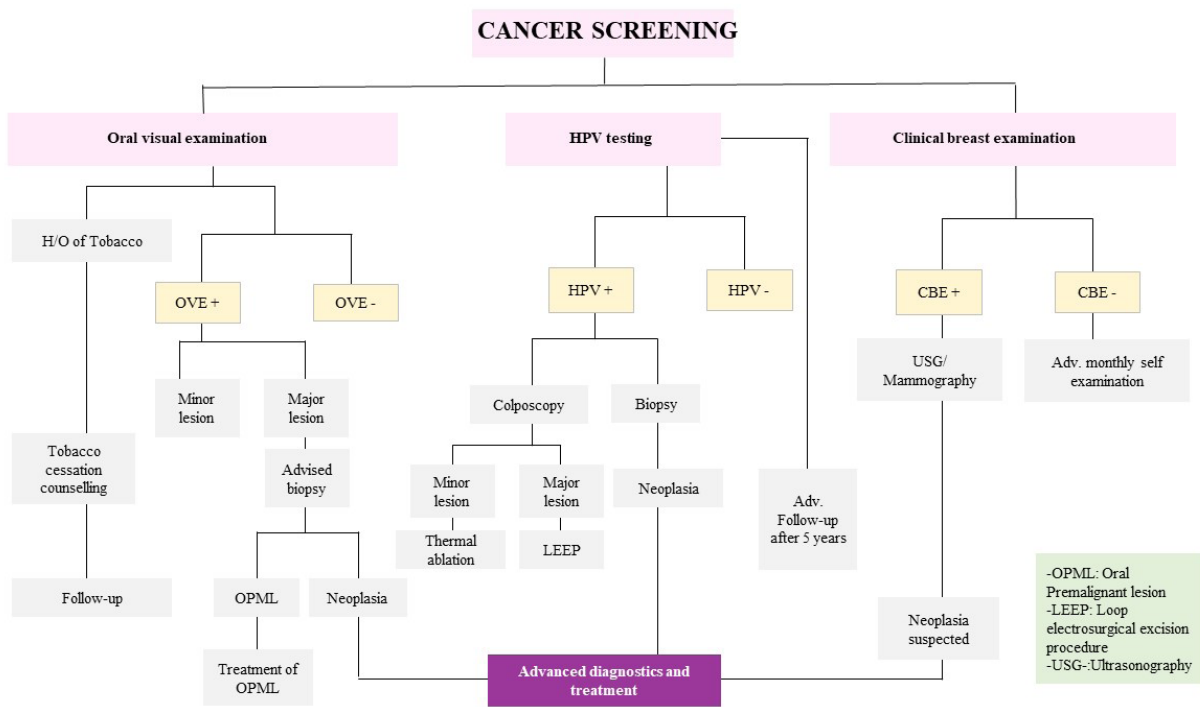 CANCER SCREENING
Oral visual examination
HPV testing
Clinical breast examination
H/O of Tobacco
OVE +
OVE -
HPV +
HPV -
CBE +
CBE -
Minor
lesion
Major
lesion
Colposcopy
Biopsy
USG/
Mammography
Adv. monthly self
examination
Tobacco
cessation
counselling
Advised
biopsy
Minor
lesion
Major
lesion
Neoplasia
Adv.
Follow-up
after 5 years
Thermal
ablation
LEEP
Follow-up
OPML
Neoplasia
Neoplasia
suspected
Treatment of
OPML
Advanced diagnostics and
treatment
-OPML: Oral
Premalignant lesion
-LEEP: Loop
electrosurgical excision
procedure
-USG-:Ultrasonography